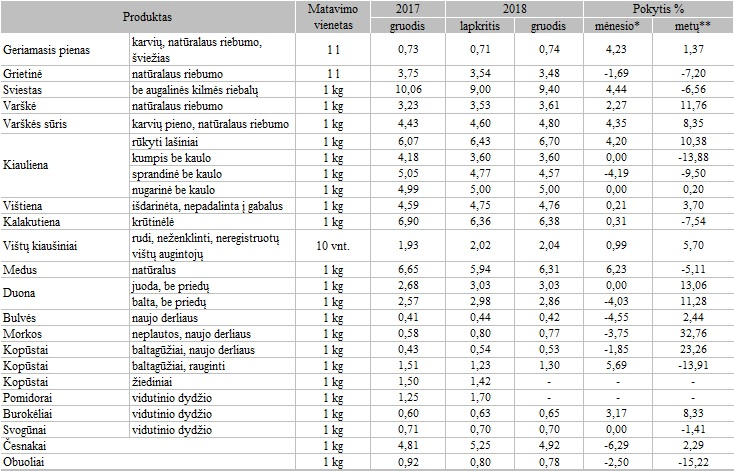 Produktas Matavimo vienetas 2017 2018 Pokytis %
gruodis lapkritis gruodis mėnesio* metų**
Geriamasis pienas karvių, natūralaus riebumo, šviežias 1 l 0,73 0,71 0,74 4,23 1,37
Grietinė natūralaus riebumo 1 l 3,75 3,54 3,48 -1,69 -7,20
Sviestas be augalinės kilmės riebalų 1 kg 10,06 9,00 9,40 4,44 -6,56
Varškė natūralaus riebumo 1 kg 3,23 3,53 3,61 2,27 11,76
Varškės sūris karvių pieno, natūralaus riebumo 1 kg 4,43 4,60 4,80 4,35 8,35
Kiauliena rūkyti lašiniai 1 kg 6,07 6,43 6,70 4,20 10,38
kumpis be kaulo 1 kg 4,18 3,60 3,60 0,00 -13,88
sprandinė be kaulo 1 kg 5,05 4,77 4,57 -4,19 -9,50
nugarinė be kaulo 1 kg 4,99 5,00 5,00 0,00 0,20
Vištiena išdarinėta, nepadalinta į gabalus 1 kg 4,59 4,75 4,76 0,21 3,70
Kalakutiena krūtinėlė 1 kg 6,90 6,36 6,38 0,31 -7,54
Vištų kiaušiniai rudi, neženklinti, neregistruotų vištų augintojų 10 vnt. 1,93 2,02 2,04 0,99 5,70
Medus natūralus 1 kg 6,65 5,94 6,31 6,23 -5,11
Duona juoda, be priedų 1 kg 2,68 3,03 3,03 0,00 13,06
balta, be priedų 1 kg 2,57 2,98 2,86 -4,03 11,28
Bulvės naujo derliaus 1 kg 0,41 0,44 0,42 -4,55 2,44
Morkos neplautos, naujo derliaus 1 kg 0,58 0,80 0,77 -3,75 32,76
Kopūstai baltagūžiai, naujo derliaus 1 kg 0,43 0,54 0,53 -1,85 23,26
Kopūstai baltagūžiai, rauginti 1 kg 1,51 1,23 1,30 5,69 -13,91
Kopūstai žiediniai 1 kg 1,50 1,42 - - -
Pomidorai vidutinio dydžio 1 kg 1,25 1,70 - - -
Burokėliai vidutinio dydžio 1 kg 0,60 0,63 0,65 3,17 8,33
Svogūnai vidutinio dydžio 1 kg 0,71 0,70 0,70 0,00 -1,41
Česnakai 1 kg 4,81 5,25 4,92 -6,29 2,29
Obuoliai 1 kg 0,92 0,80 0,78 -2,50 -15,22